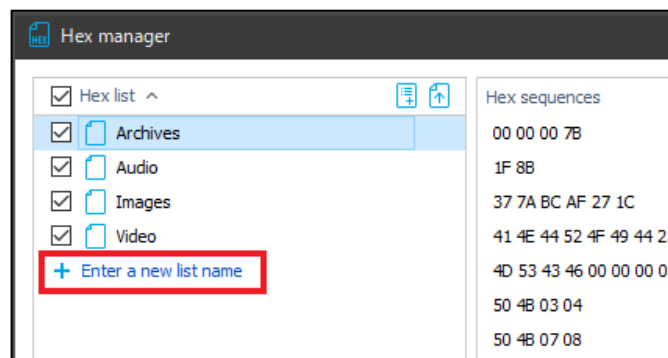 HEX
Hex manager
Hex list
Archives
Audio
Images
Video
+ Enter a new list name
Hex sequences
00 00 00 7B
1F 8B
37 7A BC AF 27 1C
41 4E 44 52 4F 49 44 2
4D 53 43 46 00 00 00 0
50 4B 03 04
50 4B 07 08